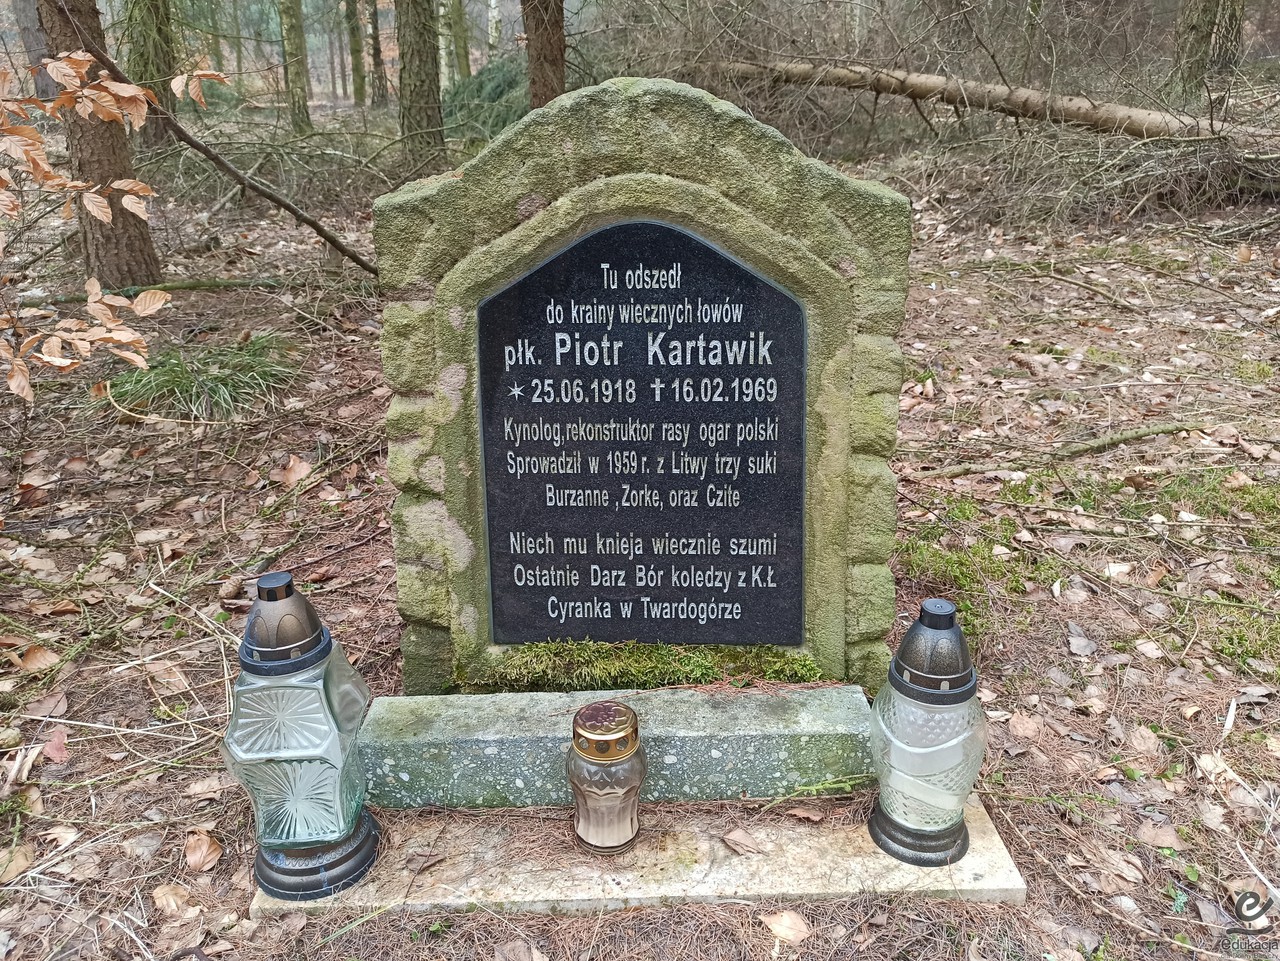 Tu odszedł
do krainy wiecznych łowów
płk. Piotr Kartawik
✶25.06.1918 ✝16.02.1969
Kynolog,rekonstruktor rasy ogar polski
Sprowadził w 1959r. z Litwy trzy suki
Burzanne ,Zorke, oraz Czite
Niech mu knieja wiecznie szumi
Ostatnie Darz Bór koledzy z K.Ł
Cyranka w Twardogórze
edukacja